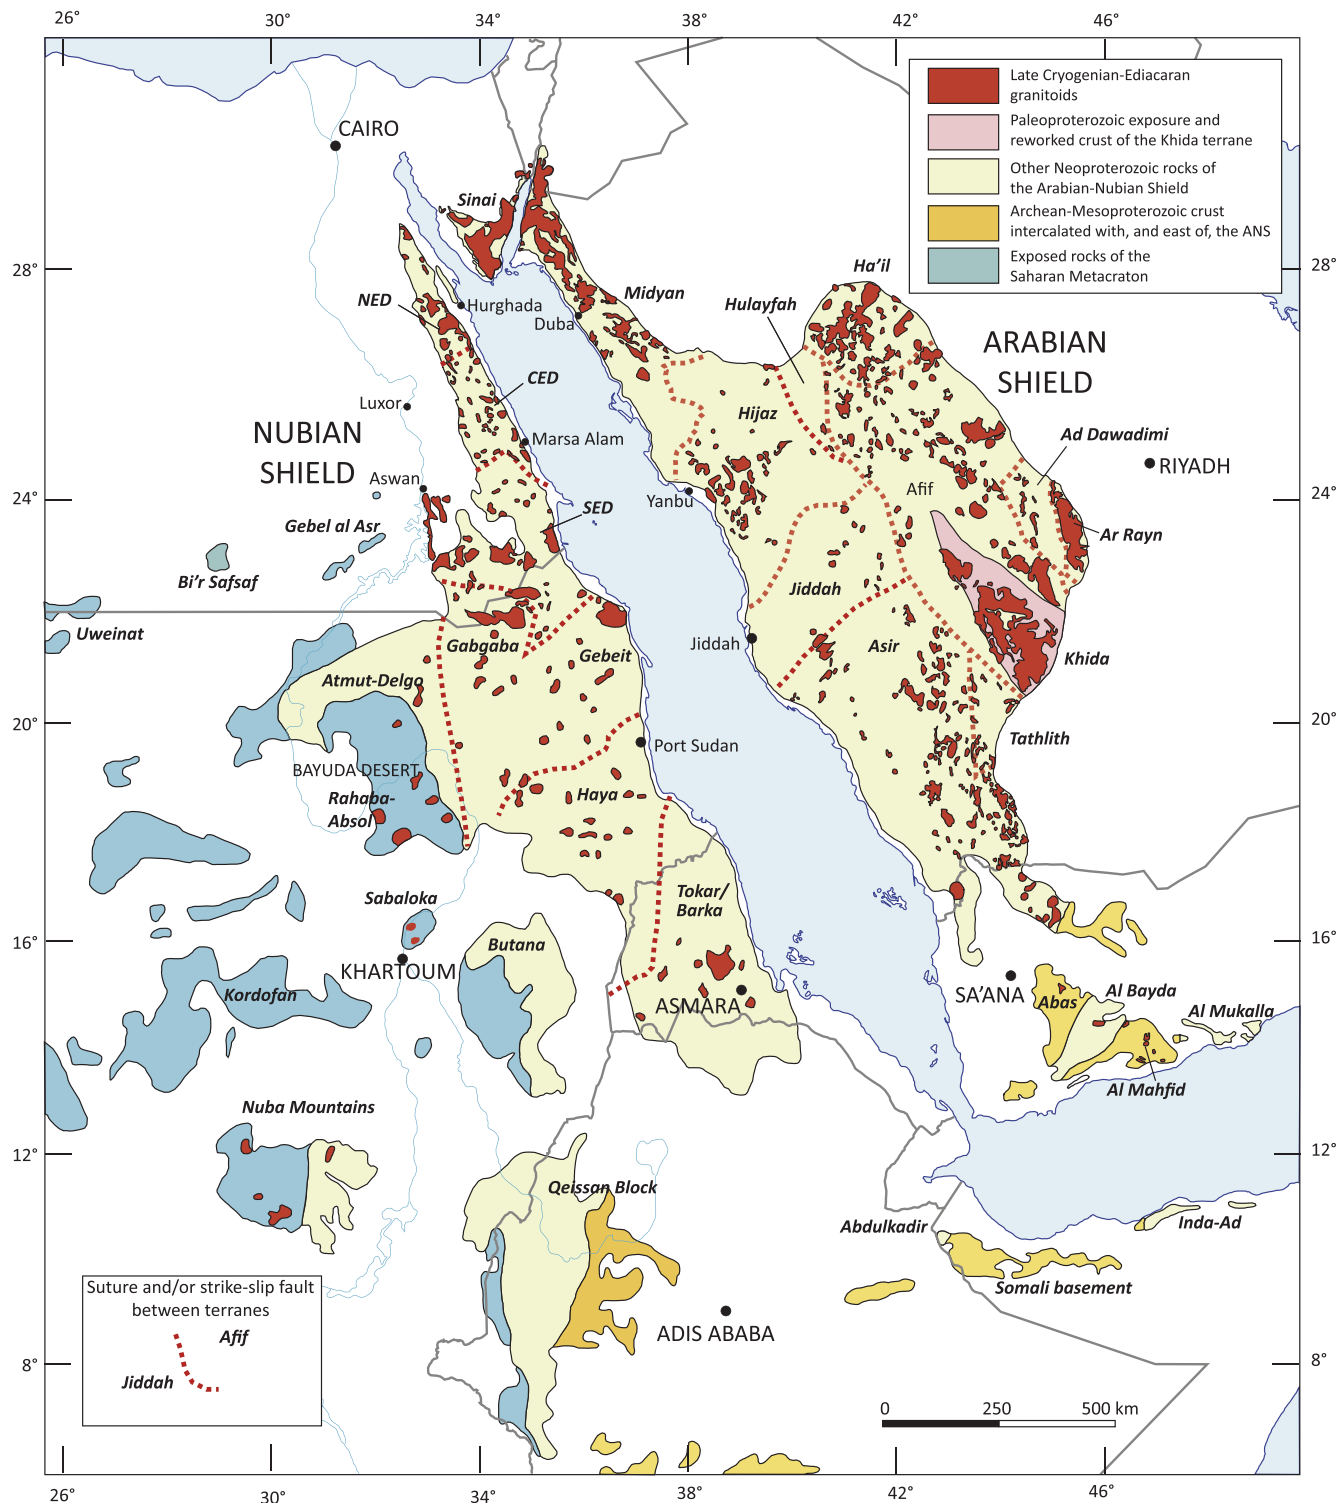 26°
30°
34°
38°
42°
46°
Late Cryogenian-Ediacaran
granitoids
Paleoproterozoic exposure and
reworked crust of the Khida terrane
Other Neoproterozoic rocks of
the Arabian-Nubian Shield
Archean-Mesoproterozoic crust
intercalated with, and east of, the ANS
Exposed rocks of the
Saharan Metacraton
CAIRO
Sinai
28°
28°
Ha’il
Midyan
Hulayfah
NED
Hurghada
Duba
ARABIAN
SHIELD
CED
Luxor
Hijaz
NUBIAN
SHIELD
Marsa Alam
Ad Dawadimi
RIYADH
Aswan
Afif
24°
24°
Yanbu
SED
Gebel al Asr
Ar Rayn
Bi’r Safsaf
Jiddah
Uweinat
Gabgaba
Gebeit
Jiddah
Asir
Khida
Atmut-Delgo
20°
20°
Port Sudan
Tathlith
BAYUDA DESERT
Rahaba-
Absol
Haya
Sabaloka
Tokar/
Barka
16°
16°
Butana
KHARTOUM
Kordofan
ASMARA
SA’ANA
Abas
Al Bayda
Al Mukalla
Al Mahfid
Nuba Mountains
12°
12°
Qeissan Block
Abdulkadir
Inda-Ad
Somali basement
Suture and/or strike-slip fault
between terranes
Afif
Jiddah
ADIS ABABA
8°
8°
0
250
500 km
26°
30°
34°
38°
42°
46°